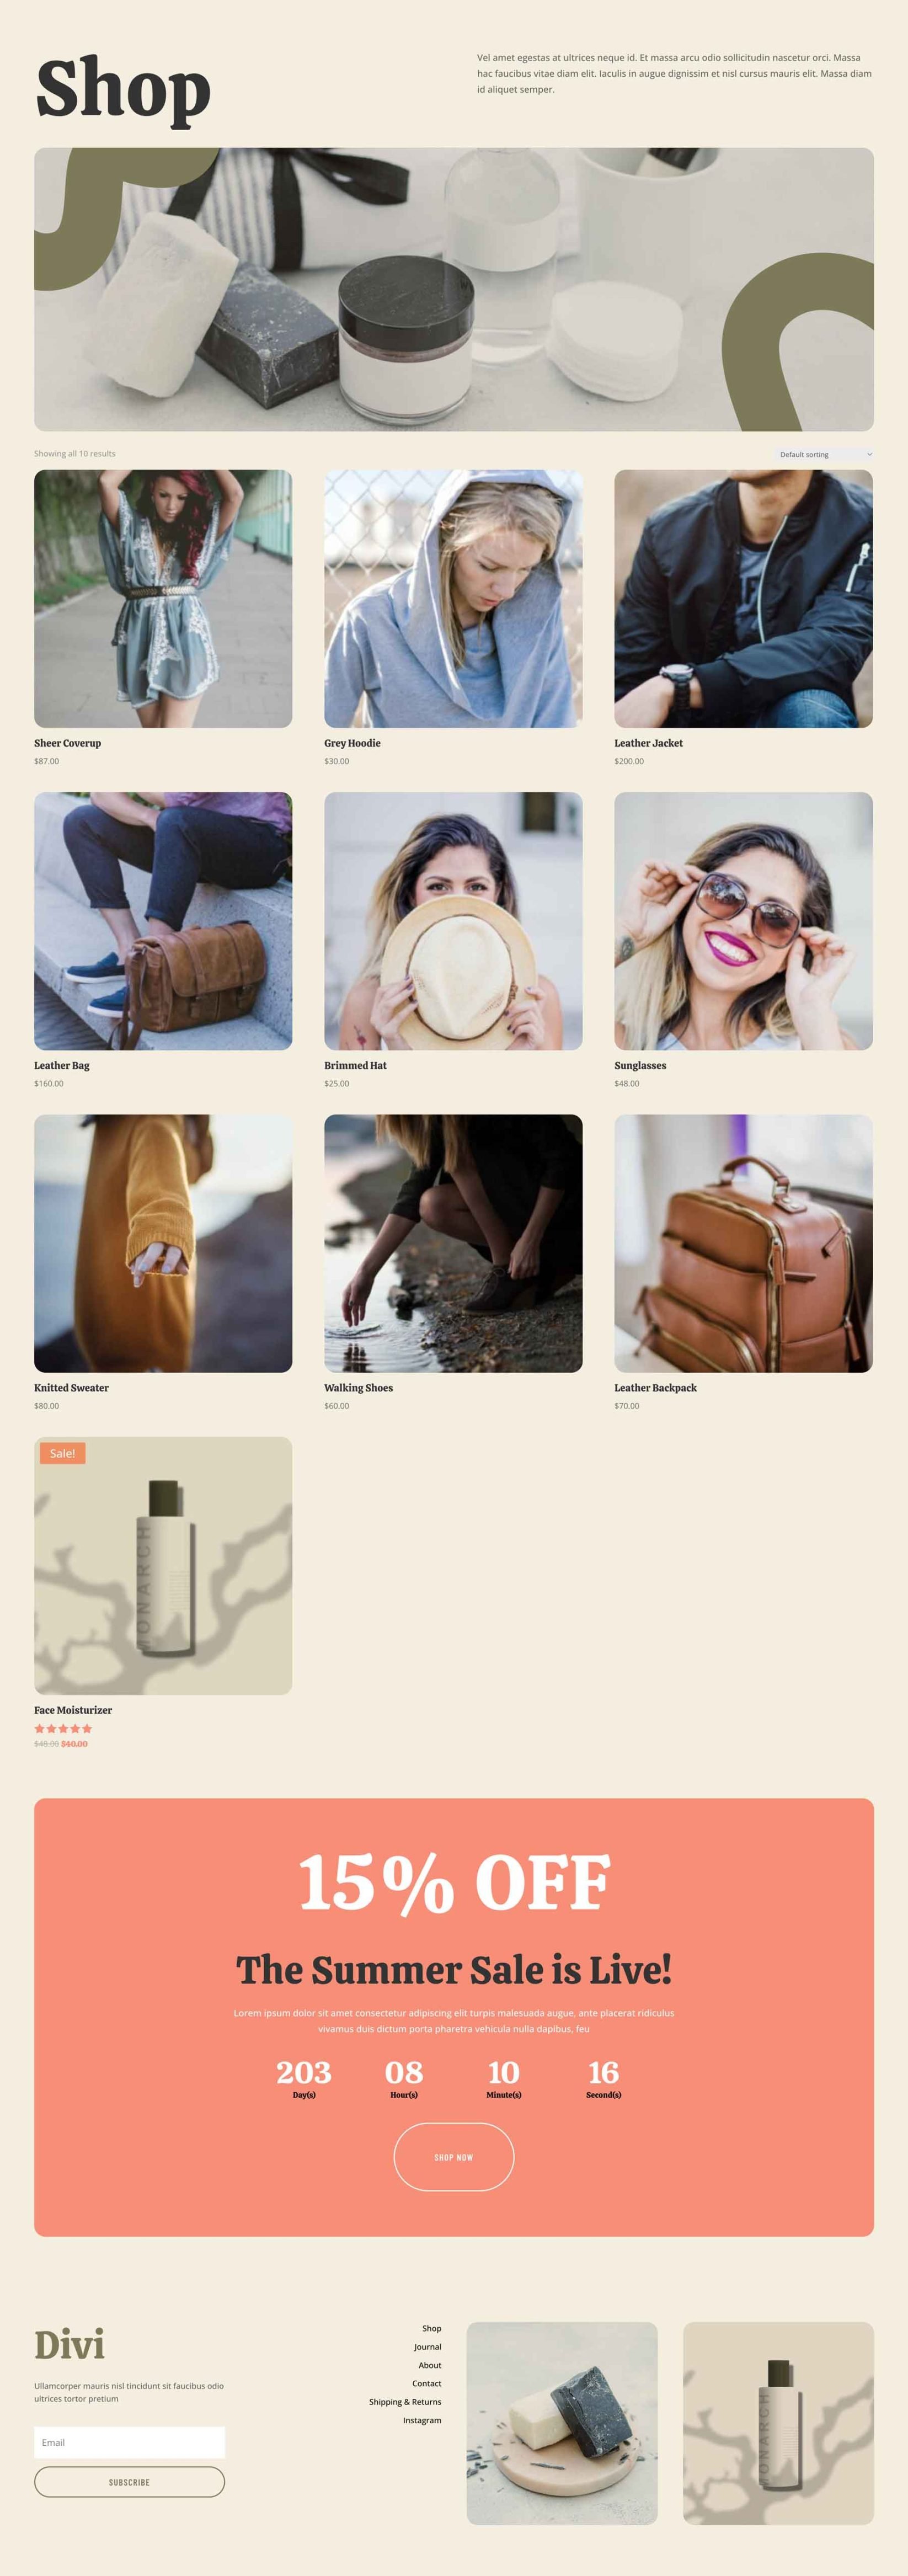 Shop
Vel amet egestas at ultrices neque id. Et massa arcu odio sollicitudin nascetur orci. Massa
hac faucibus vitae diam elit. Iaculis in augue dignissim et nisl cursus mauris elit. Massa diam
id aliquet semper.
Showing all 10 results
Default sorting
Sheer Coverup
$87.00
Grey Hoodie
$30.00
Leather Jacket
$200.00
Leather Bag
$160.00
Brimmed Hat
$25.00
Sunglasses
$48.00
Knitted Sweater
$80.00
Walking Shoes
$60.00
Leather Backpack
$70.00
Sale!
MONARCH
Face Moisturizer
$48.00 $40.00
15% OFF
The Summer Sale is Live!
Lorem ipsum dolor sit amet consectetur adipiscing elit turpis malesuada augue, ante placerat ridiculus
vivamus duis dictum porta pharetra vehicula nulla dapibus, feu
203 08 10 16
Day(s) Hour(s) Minute(s) Second(s)
SHOP NOW
Divi
Ullamcorper mauris nisl tincidunt sit faucibus odio
ultrices tortor pretium
Email
SUBSCRIBE
Shop
Journal
About
Contact
Shipping & Returns
Instagram
MONARCH